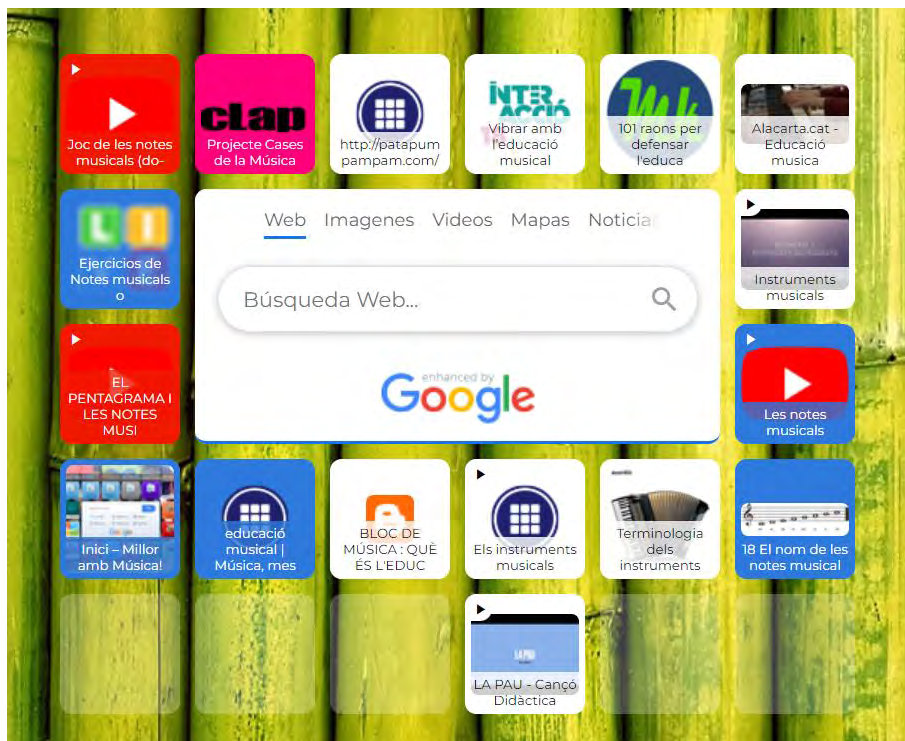 Joc de les notes
musicals (do-
clap
Projecte Cases
de la Música
http://patapum
pampam.com/
INTER
ACCIÓ
Vibrar amb
l'educació
musical
101 raons per
defensar
l'educa
Alacarta.cat -
Educació
musica
L I
Ejercicios de
Notes musicals
o
Web Imagenes Videos Mapas Noticia
Búsqueda Web...
enhanced by
Google
Instruments
musicals
EL
PENTAGRAMA I
LES NOTES
MUSI
Les notes
musicals
Inici – Millor
amb Música!
educació
musical |
Música, mes
BLOC DE
MÚSICA : QUÈ
ÉS L'EDUC
Els instruments
musicals
Terminologia
dels
instruments
18 El nom de les
notes musical
LA PAU
LA PAU - Cançó
Didàctica